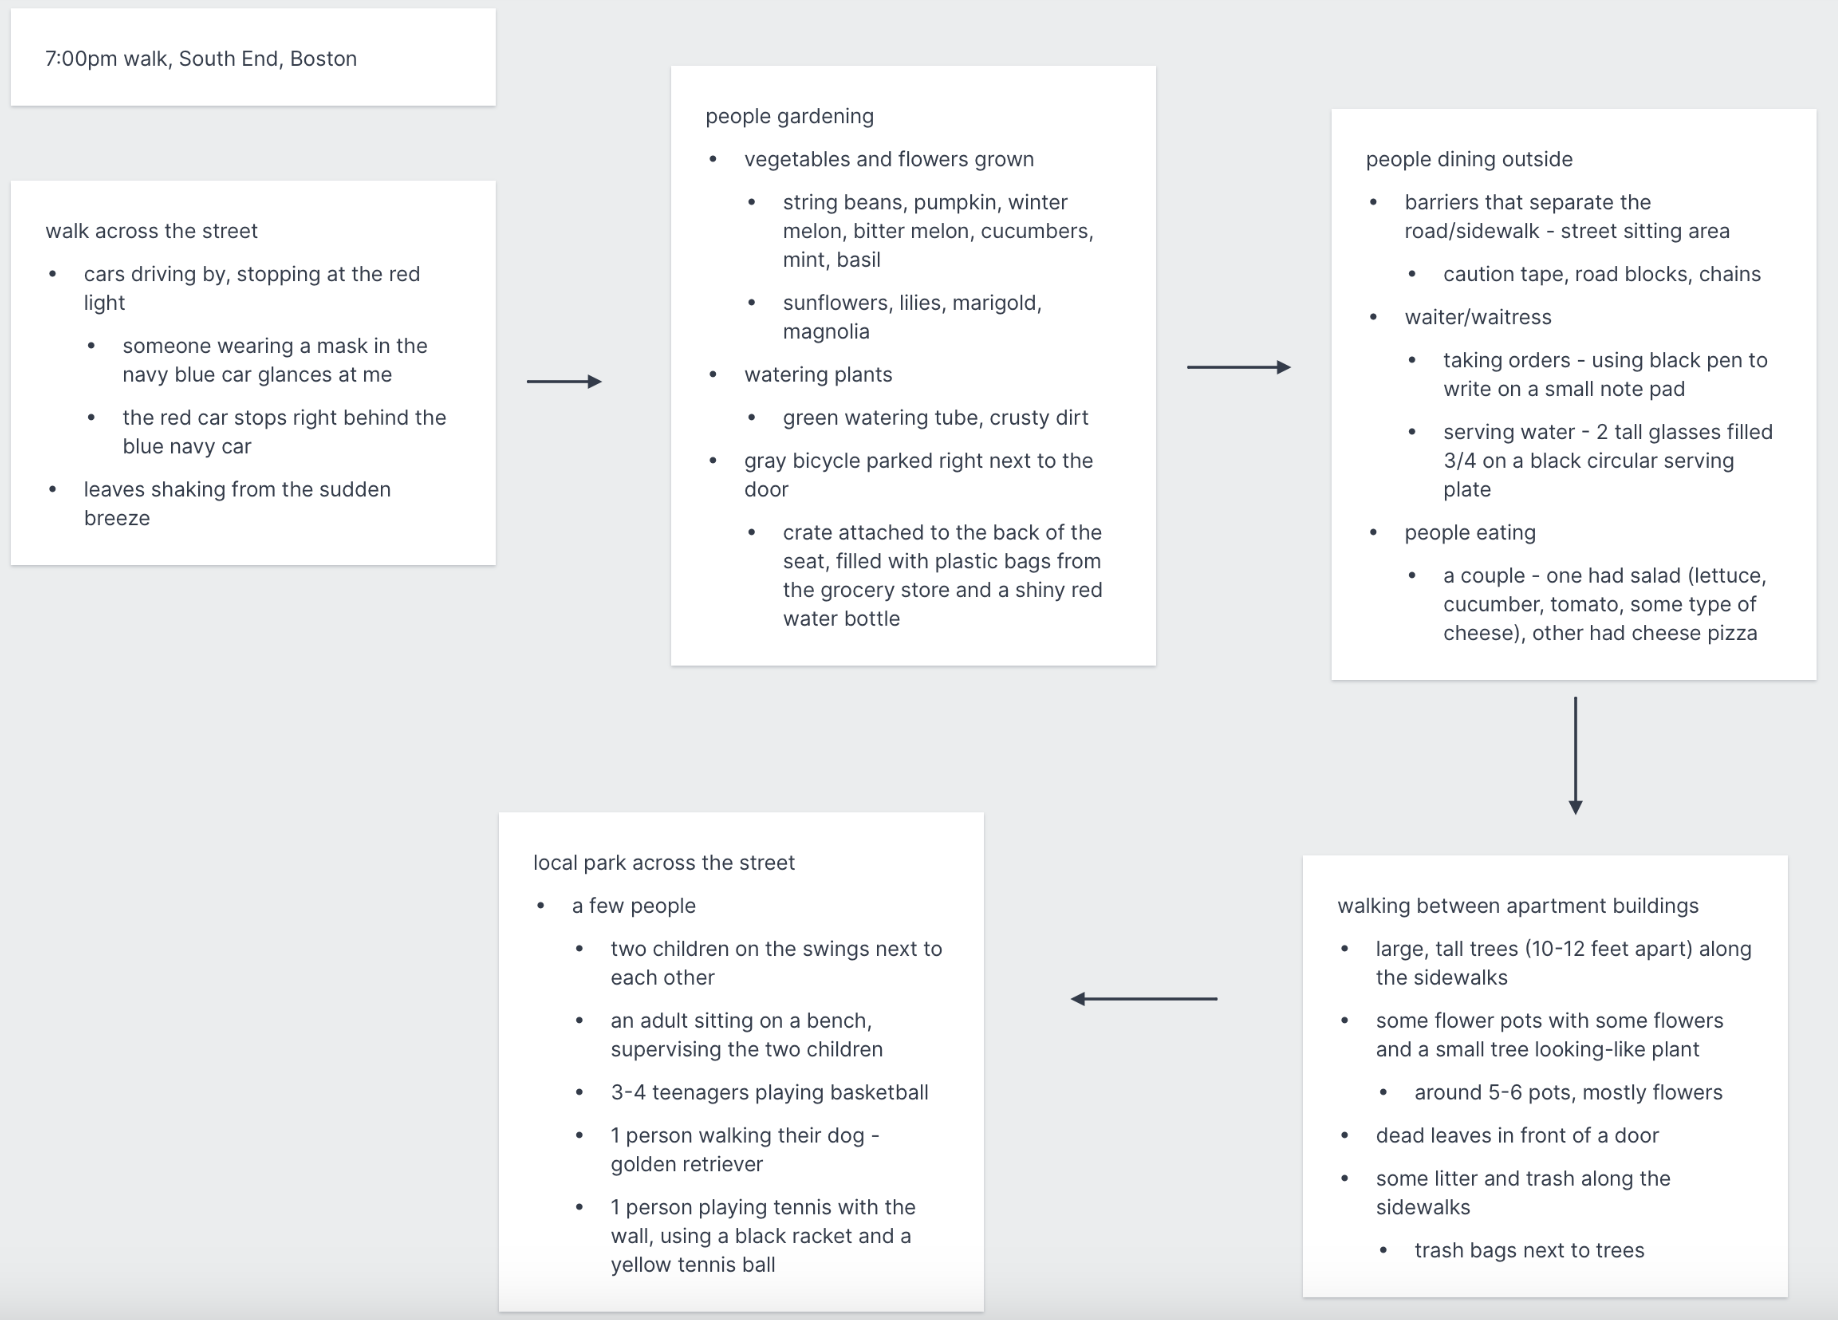 7:00pm walk, South End, Boston
walk across the street
• cars driving by, stopping at the red
light
• someone wearing a mask in the
navy blue car glances at me
• the red car stops right behind the
blue navy car
• leaves shaking from the sudden
breeze
people gardening
• vegetables and flowers grown
• string beans, pumpkin, winter
melon, bitter melon, cucumbers,
mint, basil
• sunflowers, lilies, marigold,
magnolia
• watering plants
• green watering tube, crusty dirt
• gray bicycle parked right next to the
door
• crate attached to the back of the
seat, filled with plastic bags from
the grocery store and a shiny red
water bottle
people dining outside
• barriers that separate the
road/sidewalk - street sitting area
• caution tape, road blocks, chains
• waiter/waitress
• taking orders - using black pen to
write on a small note pad
• serving water - 2 tall glasses filled
3/4 on a black circular serving
plate
• people eating
• a couple - one had salad (lettuce,
cucumber, tomato, some type of
cheese), other had cheese pizza
walking between apartment buildings
• large, tall trees (10-12 feet apart) along
the sidewalks
• some flower pots with some flowers
and a small tree looking-like plant
• around 5-6 pots, mostly flowers
• dead leaves in front of a door
• some litter and trash along the
sidewalks
• trash bags next to trees
local park across the street
• a few people
• two children on the swings next to
each other
• an adult sitting on a bench,
supervising the two children
• 3-4 teenagers playing basketball
• 1 person walking their dog -
golden retriever
• 1 person playing tennis with the
wall, using a black racket and a
yellow tennis ball